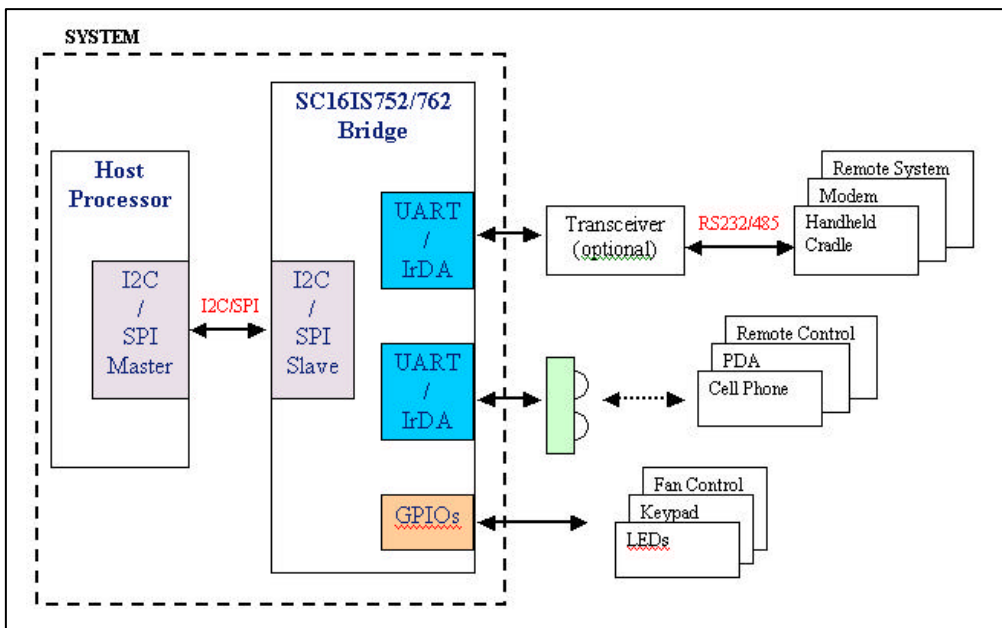 SYSTEM
SC16IS752/762
Bridge
Host
Processor
I2C
/
SPI
Master
I2C/SPI
I2C
/
SPI
Slave
UART
/
IrDA
Transceiver
(optional)
RS232/485
Remote System
Modem
Handheld
Cradle
UART
/
IrDA
Remote Control
PDA
Cell Phone
GPIOs
Fan Control
Keypad
LEDs